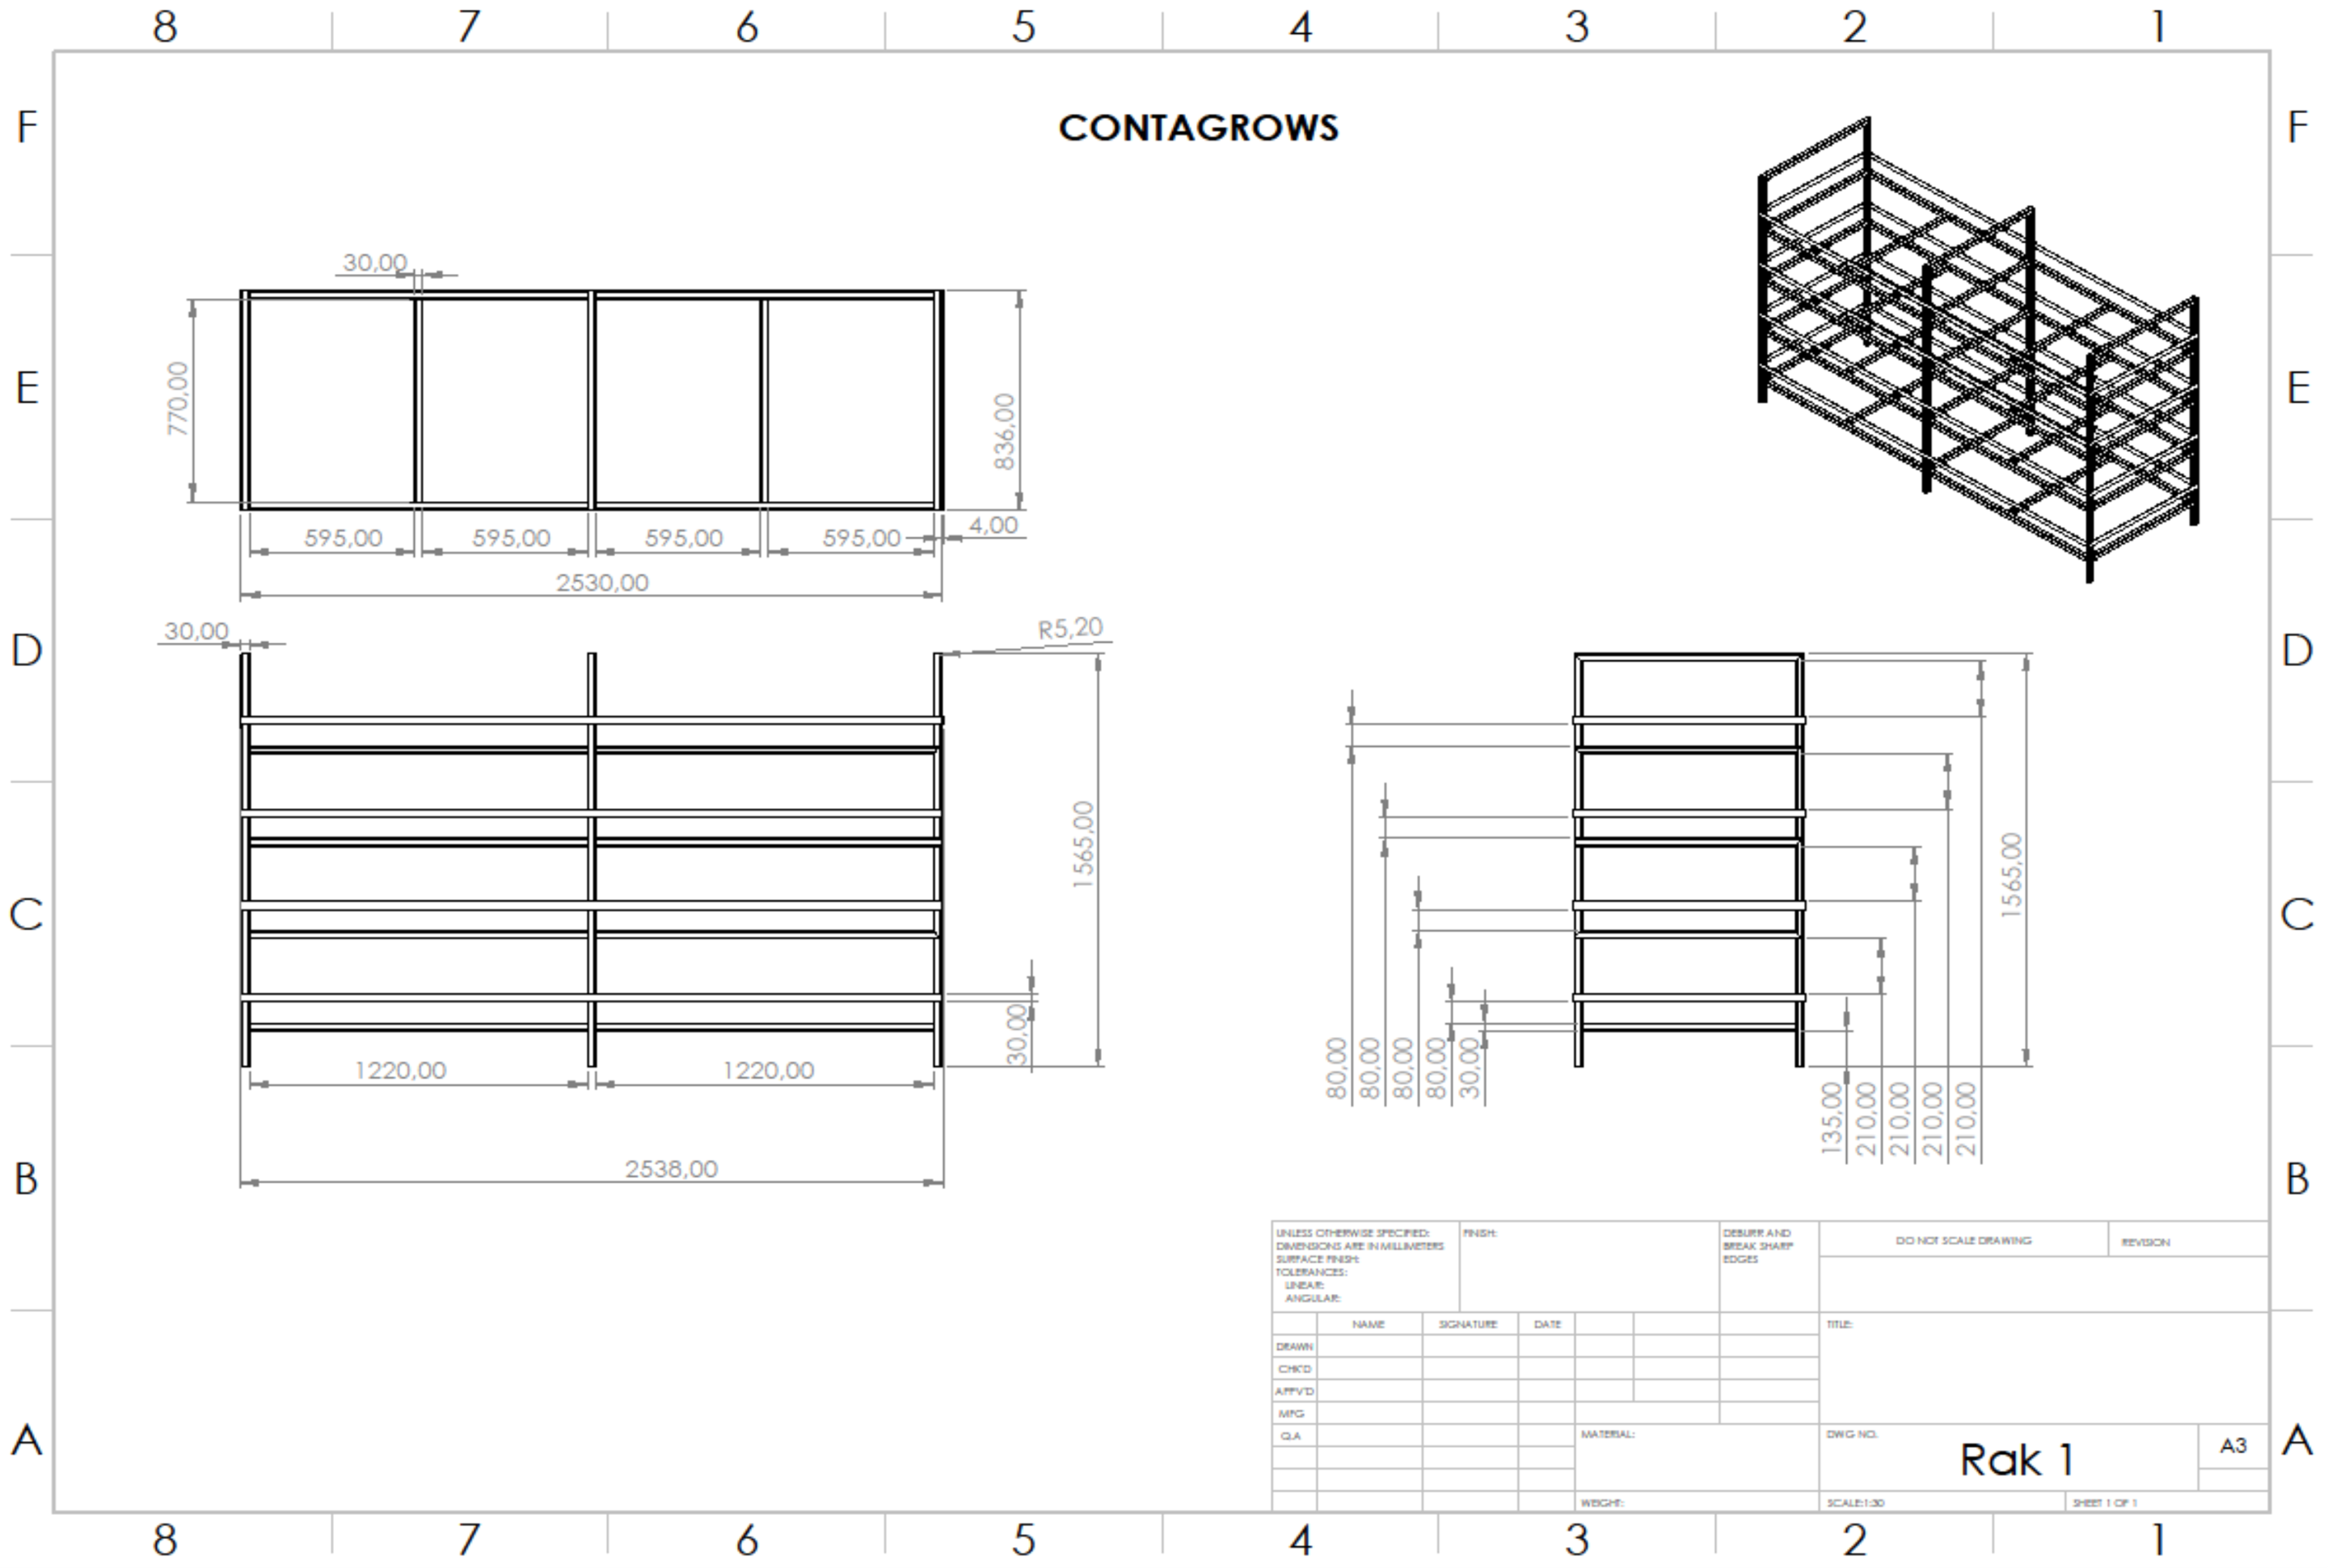 8 7 6 5 4 3 2 1
F F
CONTAGROWS
30,00
770,00
836,00
E E
595,00 595,00 595,00 595,00 4,00
2530,00
30,00
R5,20
D D
1565,00
1565,00
C C
30,00
1220,00 1220,00
80,00 80,00 80,00 80,00 30,00
135,00 210,00 210,00 210,00 210,00
2538,00
B B
UNLESS OTHERWISE SPECIFIED:
DIMENSIONS ARE IN MILLIMETERS
SURFACE FINISH:
TOLERANCES:
LINEAR:
ANGULAR:
FINISH:
DEBURR AND
BREAK SHARP
EDGES
DO NOT SCALE DRAWING
REVISION
NAME SIGNATURE DATE
TITLE:
DRAWN
CHK'D
APPV'D
MFG
Q.A
MATERIAL:
DWG NO.
Rak 1
A3
A A
WEIGHT:
SCALE:1:30
SHEET 1 OF 1
8 7 6 5 4 3 2 1